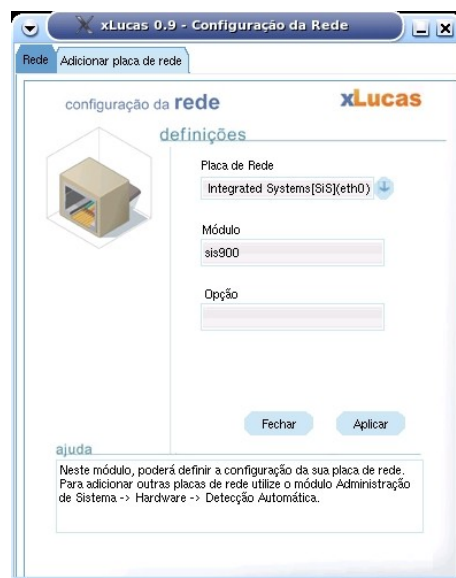 xLucas 0.9 - Configuração da Rede
Rede Adicionar placa de rede
configuração da rede xLucas
definições
Placa de Rede
Integrated Systems[SiS](eth0)
Módulo
sis900
Opção
Fechar Aplicar
ajuda
Neste módulo, poderá definir a configuração da sua placa de rede.
Para adicionar outras placas de rede utilize o módulo Administração
de Sistema -> Hardware -> Detecção Automática.